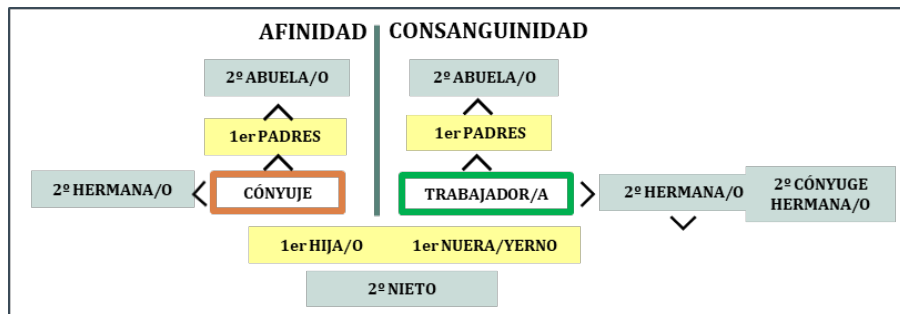 AFINIDAD CONSANGUINIDAD
2º ABUELA/O 2º ABUELA/O
1er PADRES 1er PADRES
2º HERMANA/O CÓNYUJE TRABAJADOR/A 2º HERMANA/O 2º CÓNYUGE
HERMANA/O
1er HIJA/O 1er NUERA/YERNO
2º NIETO